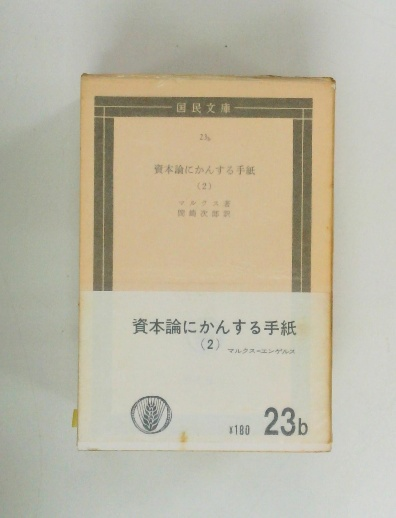 国民文庫
23b
資本論にかんする手紙
(2)
マルクス著
岡崎次郎訳
資本論にかんする手紙
(2)
マルクス=エンゲルス
¥180
23b